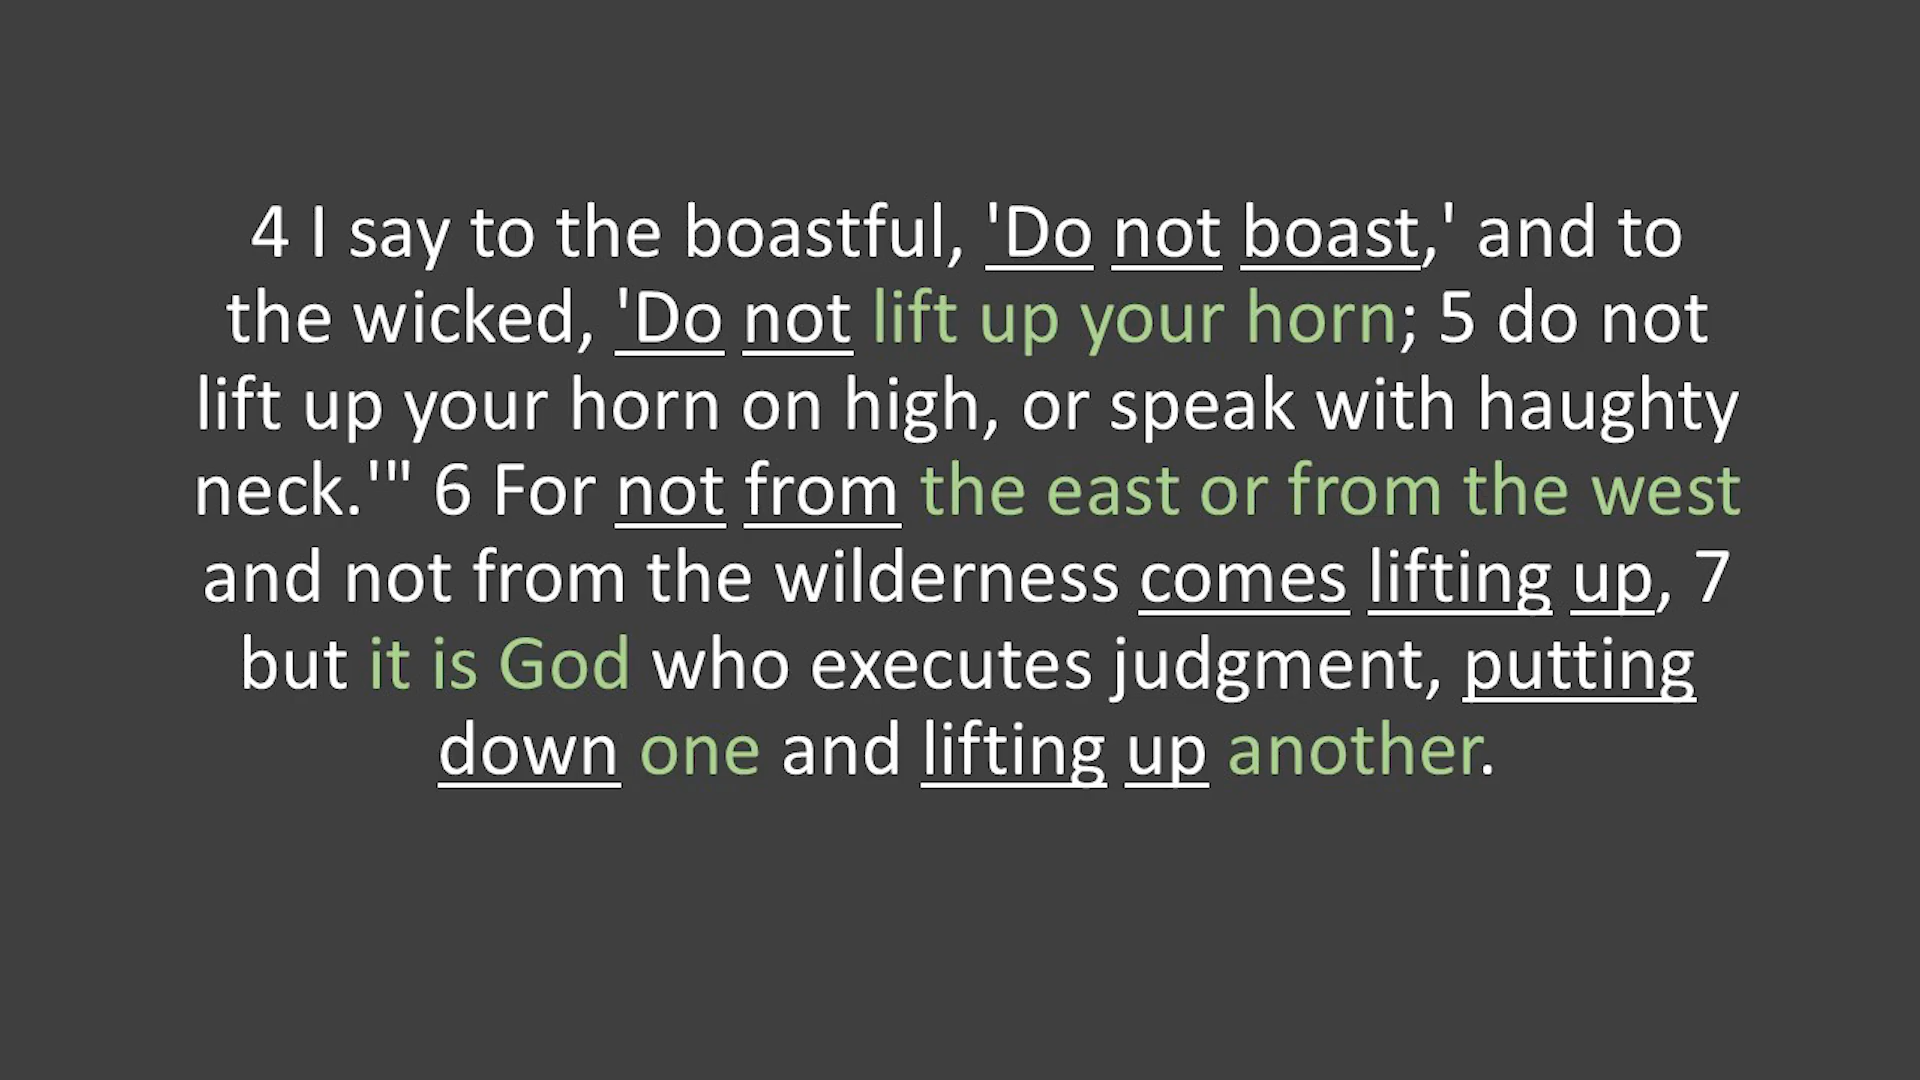 4 I say to the boastful, 'Do not boast,' and to
the wicked, 'Do not lift up your horn; 5 do not
lift up your horn on high, or speak with haughty
neck.'" 6 For not from the east or from the west
and not from the wilderness comes lifting up, 7
but it is God who executes judgment, putting
down one and lifting up another.